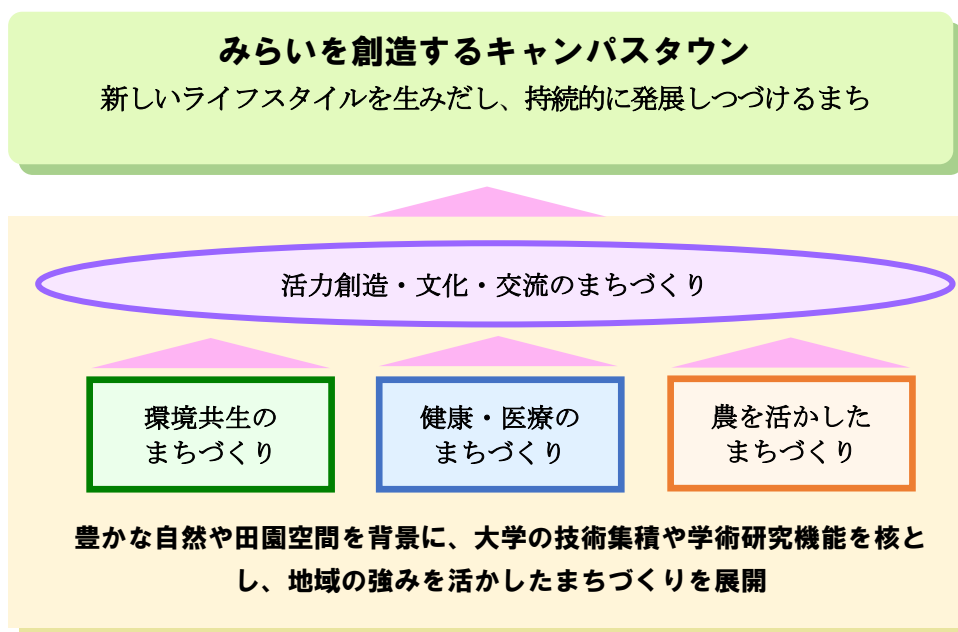 みらいを創造するキャンパスタウン
新しいライフスタイルを生みだし、持続的に発展しつづけるまち
活力創造・文化・交流のまちづくり
環境共生の
まちづくり
健康・医療の
まちづくり
農を活かした
まちづくり
豊かな自然や田園空間を背景に、大学の技術集積や学術研究機能を核と
し、地域の強みを活かしたまちづくりを展開